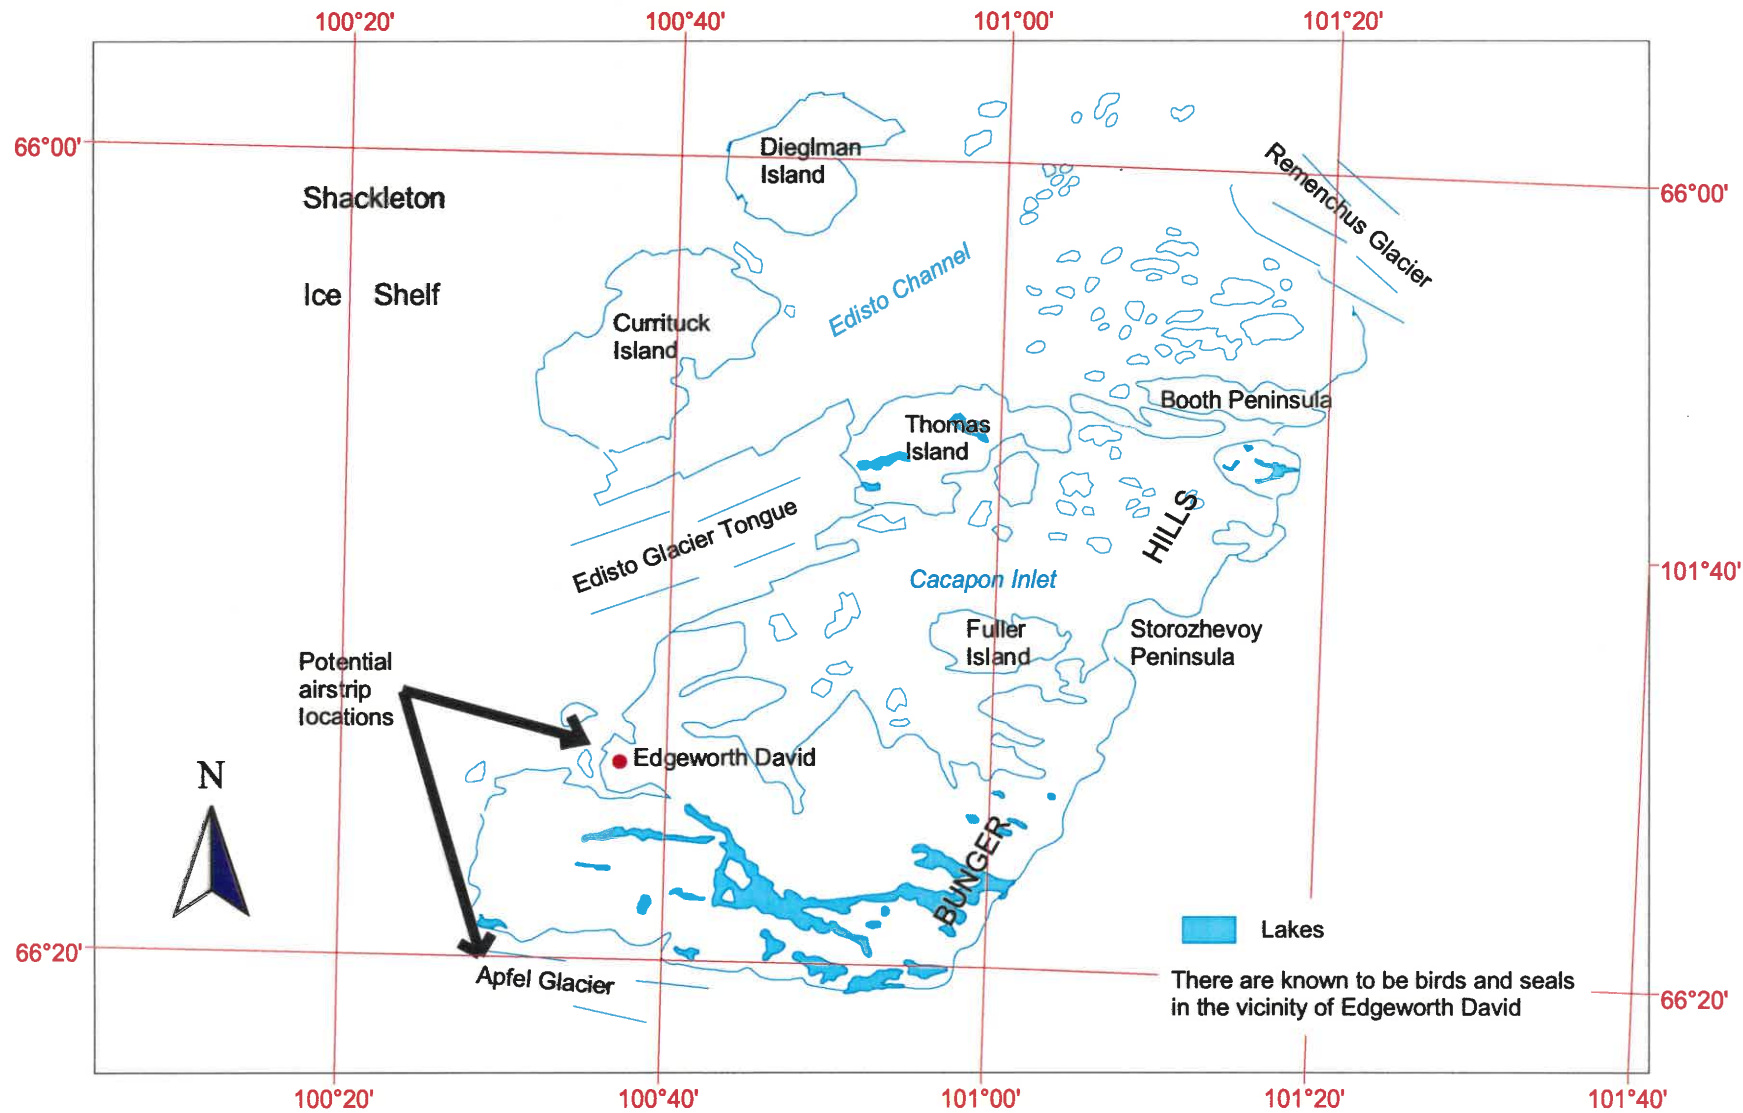 100°20'
100°40'
101°00'
101°20'
66°00'
66°00'
Dieglman
Island
Remenchus Glacier
Shackleton
Ice Shelf
Edisto Channel
Currituck
Island
Booth Peninsula
Thomas
Island
HILLS
Edisto Glacier Tongue
Cacapon Inlet
101°40'
Fuller
Island
Storozhevoy
Peninsula
Potential
airstrip
locations
Edgeworth David
N
BUNGER
Lakes
66°20'
Apfel Glacier
There are known to be birds and seals
in the vicinity of Edgeworth David
66°20'
100°20'
100°40'
101°00'
101°20'
101°40'